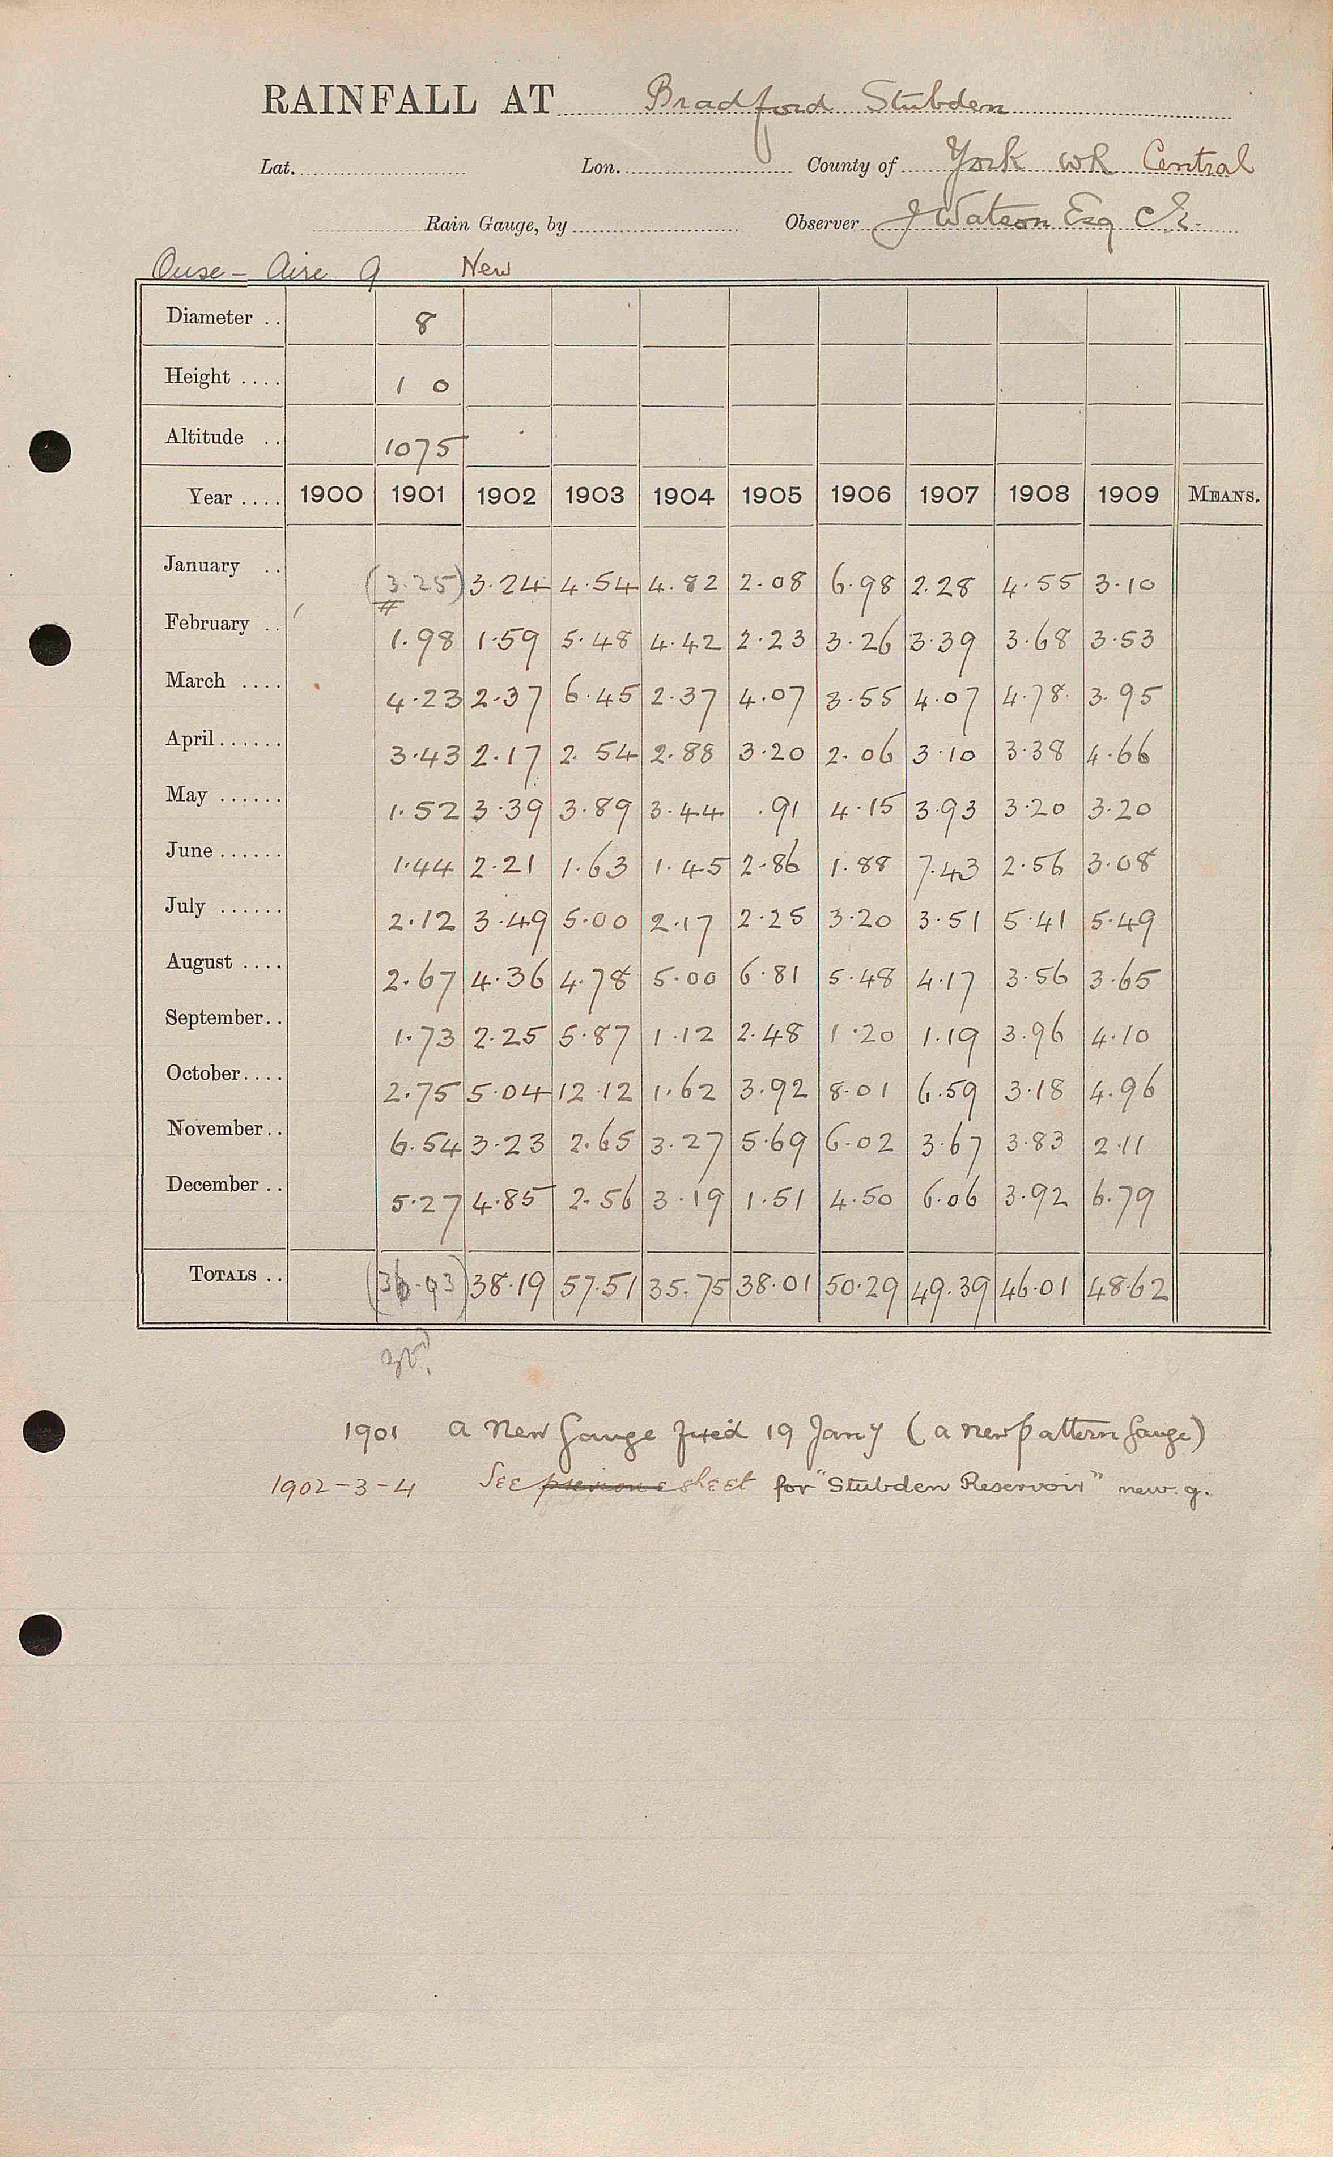 RAINFALL AT Bradford Stubden
Lat. Lon. County of York WR Central
Rain Gauge, by Observer J Watson Esq C.E.
Ouse - Aire 9 New
Diameter .. 8
Height .... 1 0
Altitude .. 1075
Year .... 1900 1901 1902 1903 1904 1905 1906 1907 1908 1909 MEANS.
January .. (3.25) 3.24 4.54 4.82 2.08 6.98 2.28 4.55 3.10
February .. 1.98 1.59 5.48 4.42 2.23 3.26 3.39 3.68 3.53
March .... 4.23 2.37 6.45 2.37 4.07 3.55 4.07 4.78 3.95
April ...... 3.43 2.17 2.54 2.88 3.20 2.06 3.10 3.38 4.66
May ...... 1.52 3.39 3.89 3.44 .91 4.15 3.93 3.20 3.20
June ...... 1.44 2.21 1.63 1.45 2.86 1.88 7.43 2.56 3.08
July ...... 2.12 3.49 5.00 2.17 2.25 3.20 3.51 5.41 5.49
August .... 2.67 4.36 4.78 5.00 6.81 5.48 4.17 3.56 3.65
September .. 1.73 2.25 5.87 1.12 2.48 1.20 1.19 3.96 4.10
October .... 2.75 5.04 12.12 1.62 3.92 8.01 6.59 3.18 4.96
November .. 6.54 3.23 2.65 3.27 5.69 6.02 3.67 3.83 2.11
December .. 5.27 4.85 2.56 3.19 1.51 4.50 6.06 3.92 6.79
TOTALS .. (36.93) 38.19 57.51 35.75 38.01 50.29 49.39 46.01 48.62
1901 a new gauge fixed 19 Jany (a new pattern gauge)
1902-3-4 See previous sheet for "Stubden Reservoir" new g.